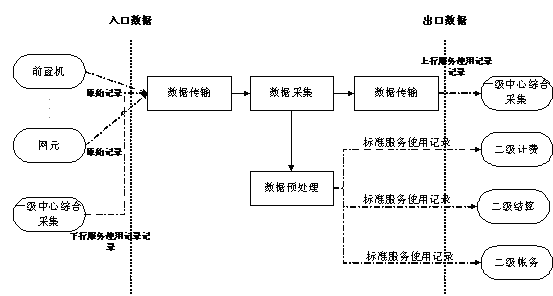 入口数据
出口数据
上行服务使用记录
记录
前置机
原始记录
数据传输
数据采集
数据传输
一级中心综合
采集
网元
原始记录
标准服务使用记录
二级计费
数据预处理
一级中心综合
采集
标准服务使用记录
二级结算
下行服务使用记录记
录
标准服务使用记录
二级帐务